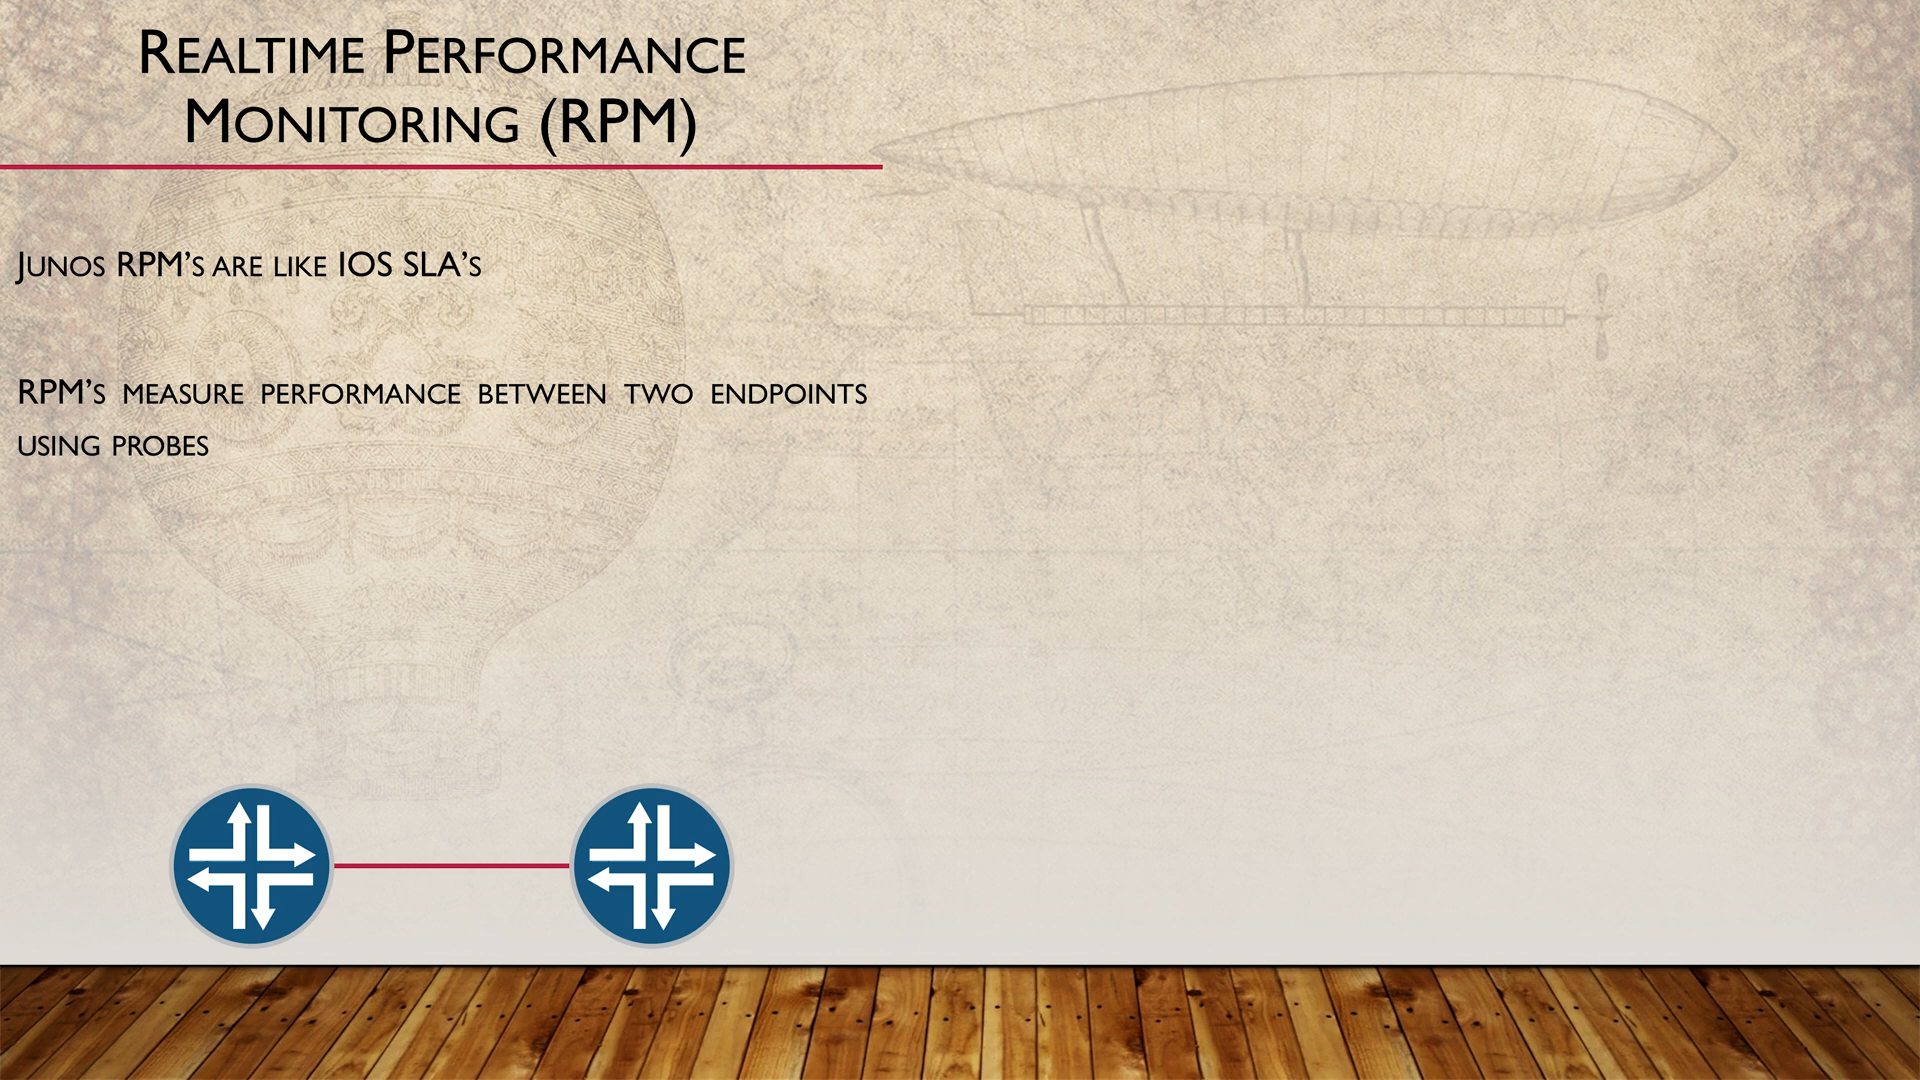 Realtime Performance
Monitoring (RPM)
Junos RPM's are like IOS SLA's
RPM's measure performance between two endpoints
using probes